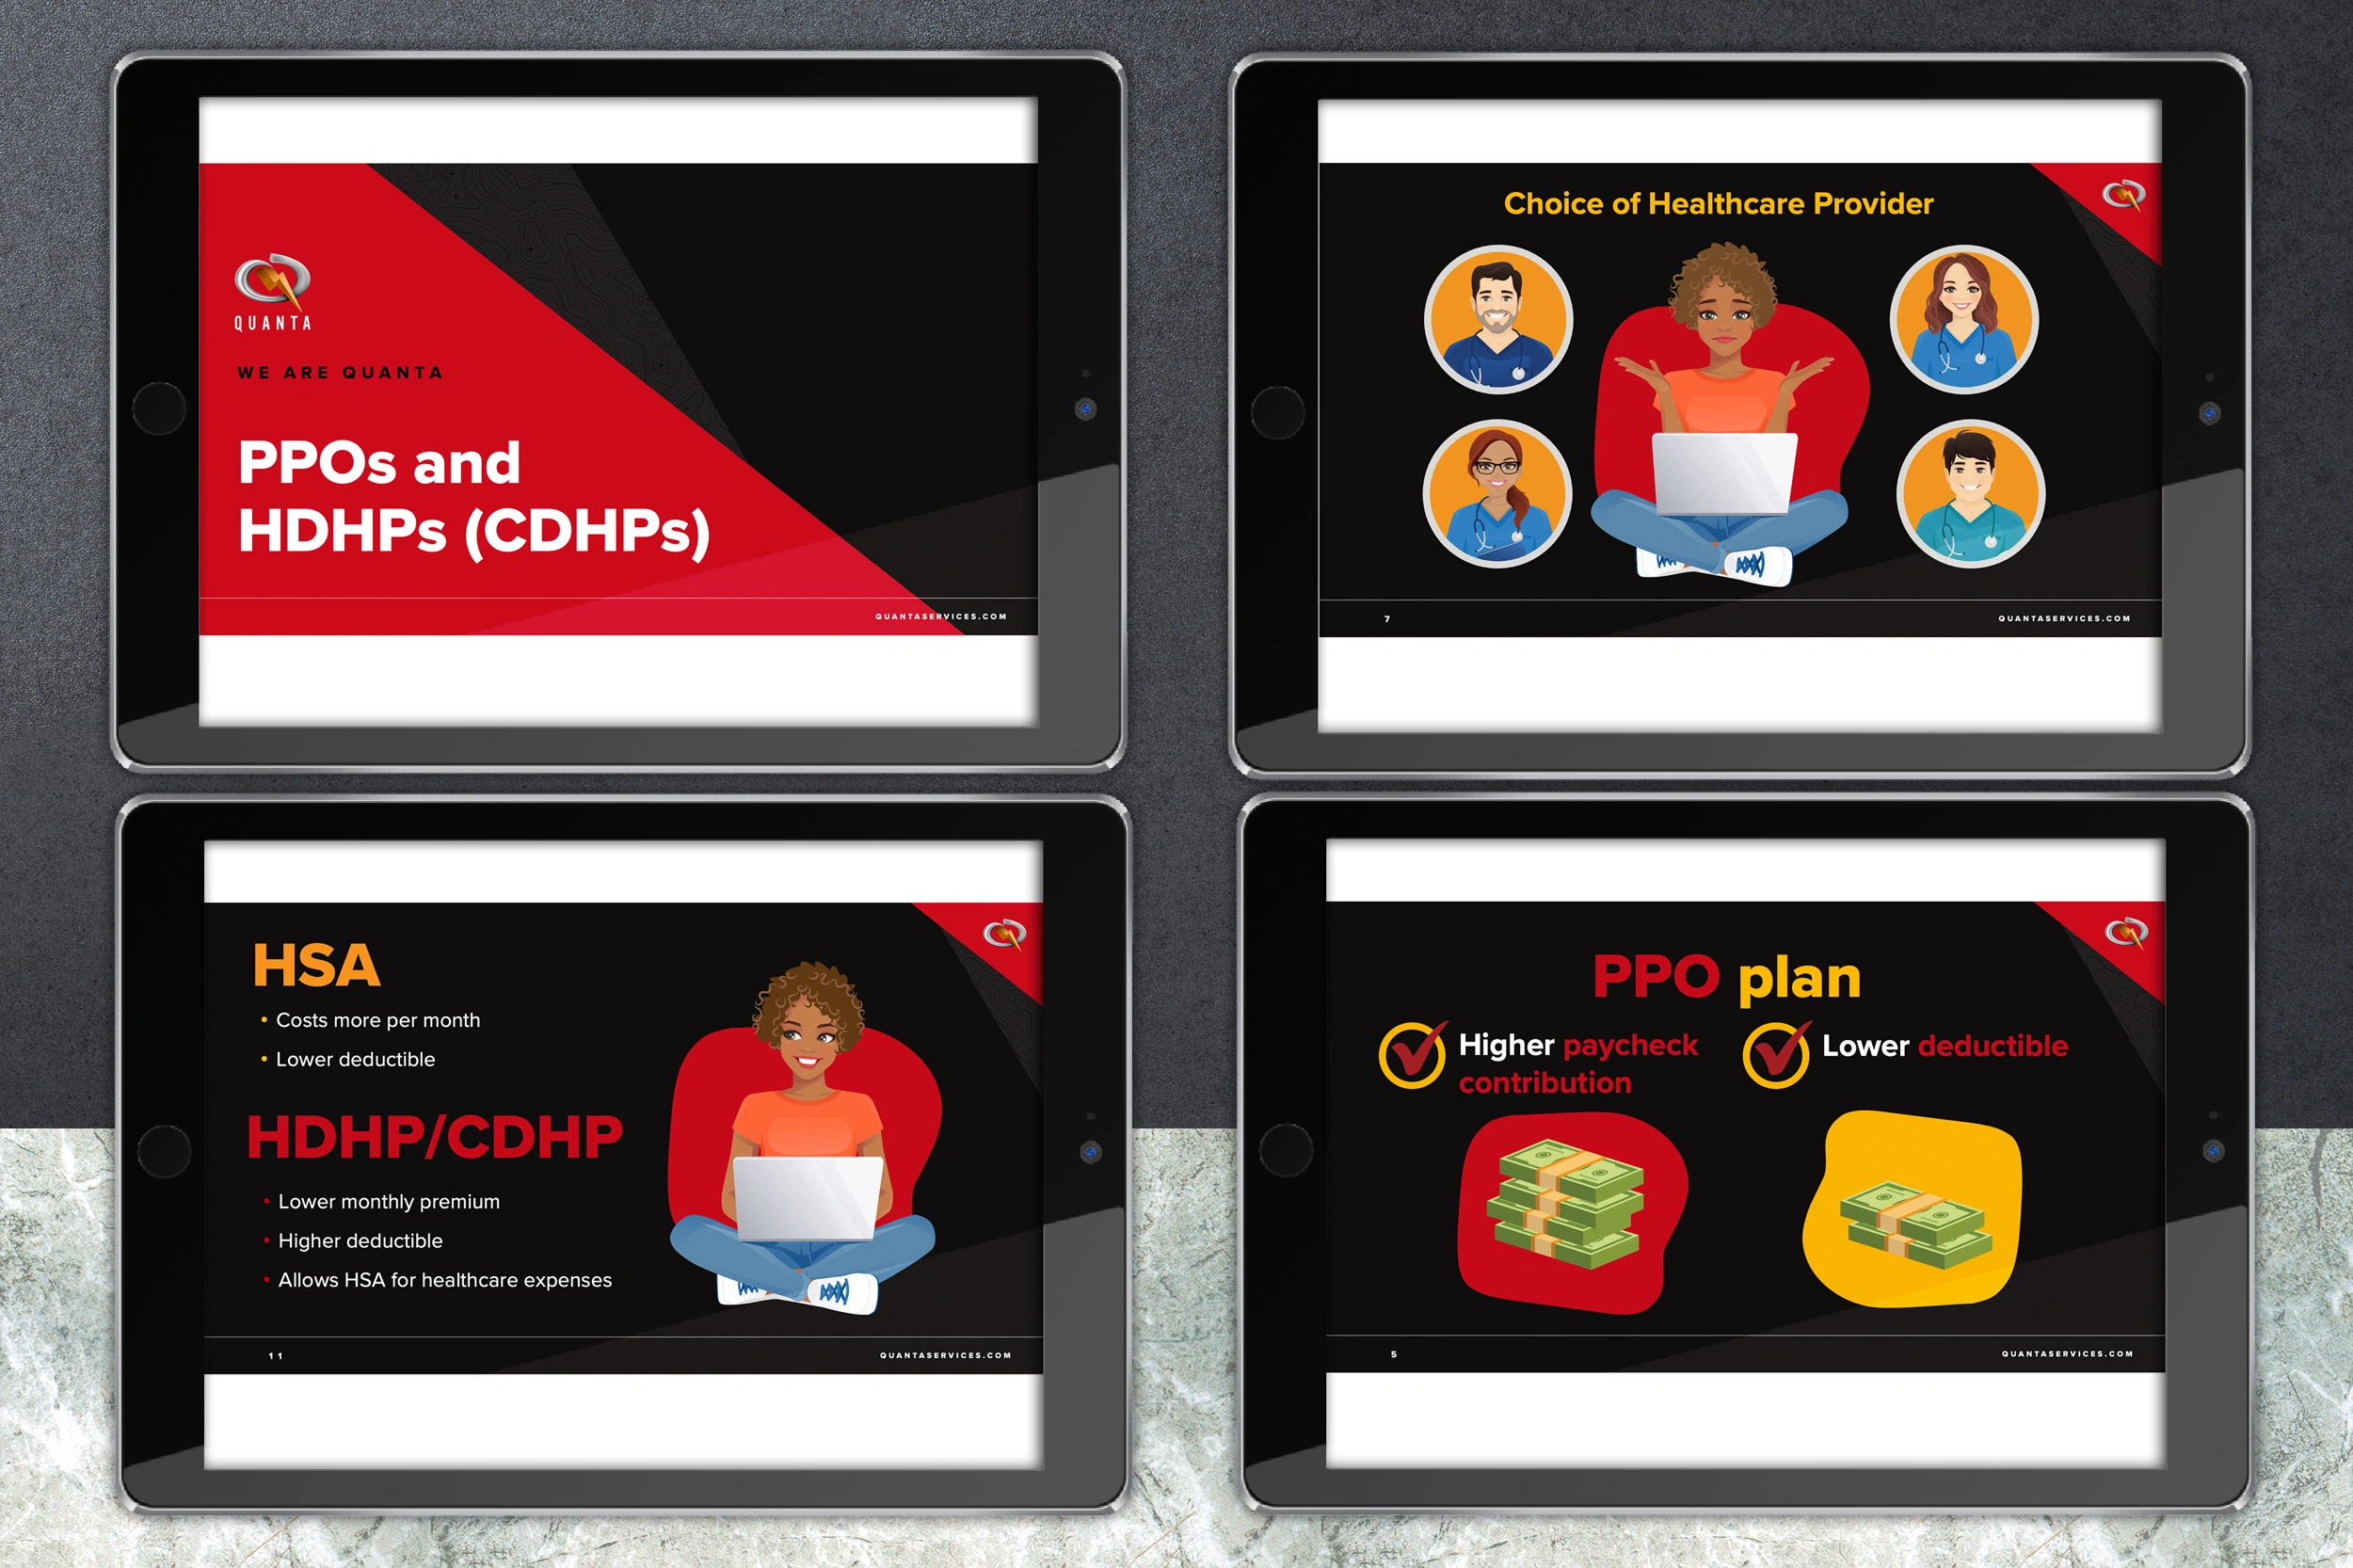 QUANTA
WE ARE QUANTA
PPOs and
HDHPs (CDHPs)
QUANTASERVICES.COM
Choice of Healthcare Provider
7
QUANTASERVICES.COM
HSA
• Costs more per month
• Lower deductible
HDHP/CDHP
• Lower monthly premium
• Higher deductible
• Allows HSA for healthcare expenses
11
QUANTASERVICES.COM
PPO plan
Higher paycheck
contribution
Lower deductible
5
QUANTASERVICES.COM